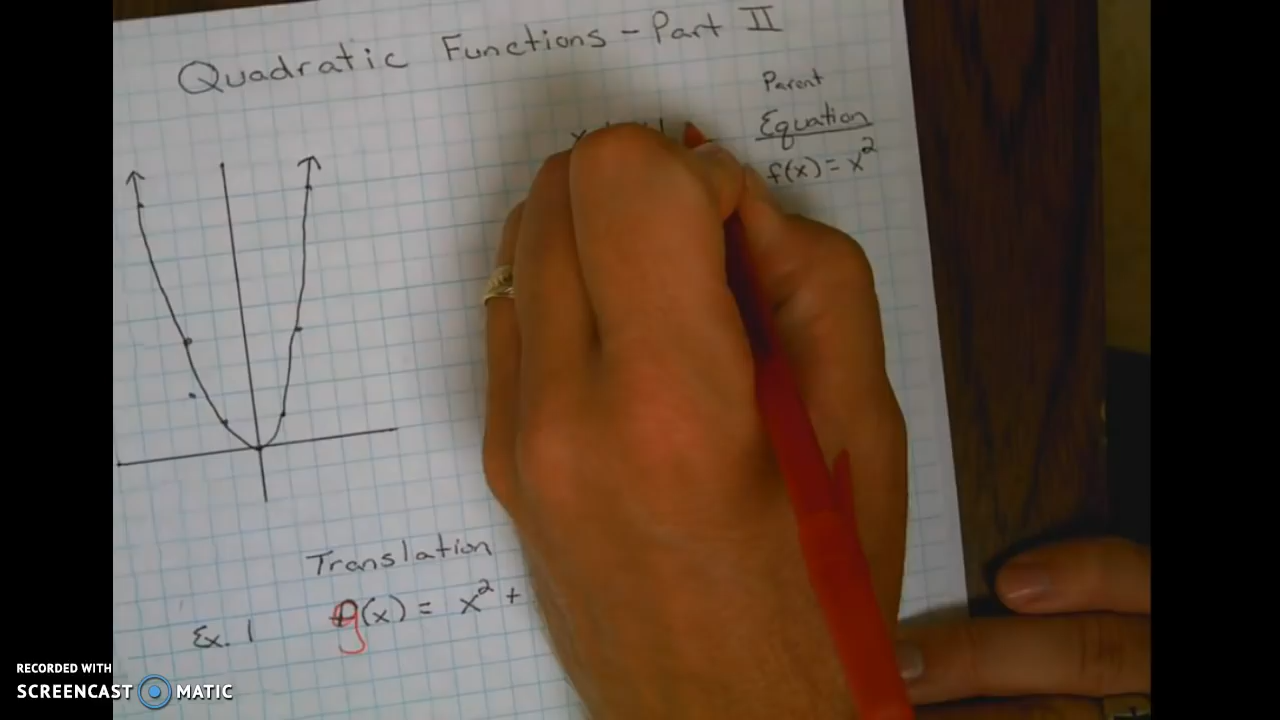 Quadratic Functions - Part II
Parent
Equation
f(x) = x²
Translation
Ex. 1 g(x) = x² +
RECORDED WITH
SCREENCAST MATIC